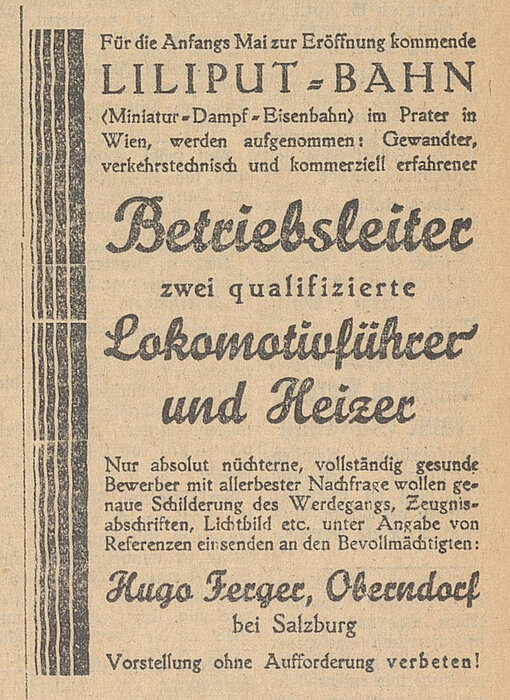 Für die Anfangs Mai zur Eröffnung kommende
LILIPUT-BAHN
(Miniatur-Dampf-Eisenbahn) im Prater in
Wien, werden aufgenommen: Gewandter,
verkehrstechnisch und kommerziell erfahrener
Betriebsleiter
zwei qualifizierte
Lokomotivführer
und Heizer
Nur absolut nüchterne, vollständig gesunde
Bewerber mit allerbester Nachfrage wollen ge-
naue Schilderung des Werdegangs, Zeugnis-
abschriften, Lichtbild etc. unter Angabe von
Referenzen einsenden an den Bevollmächtigten:
Hugo Ferger, Oberndorf
bei Salzburg
Vorstellung ohne Aufforderung verbeten!